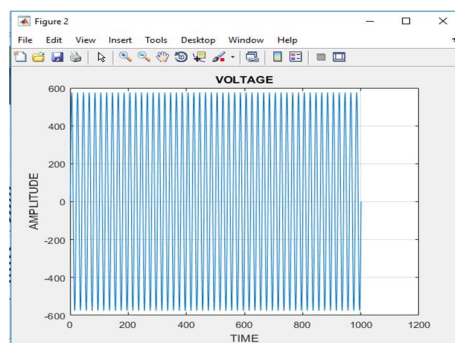 Figure 2
File Edit View Insert Tools Desktop Window Help
VOLTAGE
600
400
200
0
-200
-400
-600
AMPLITUDE
0 200 400 600 800 1000 1200
TIME